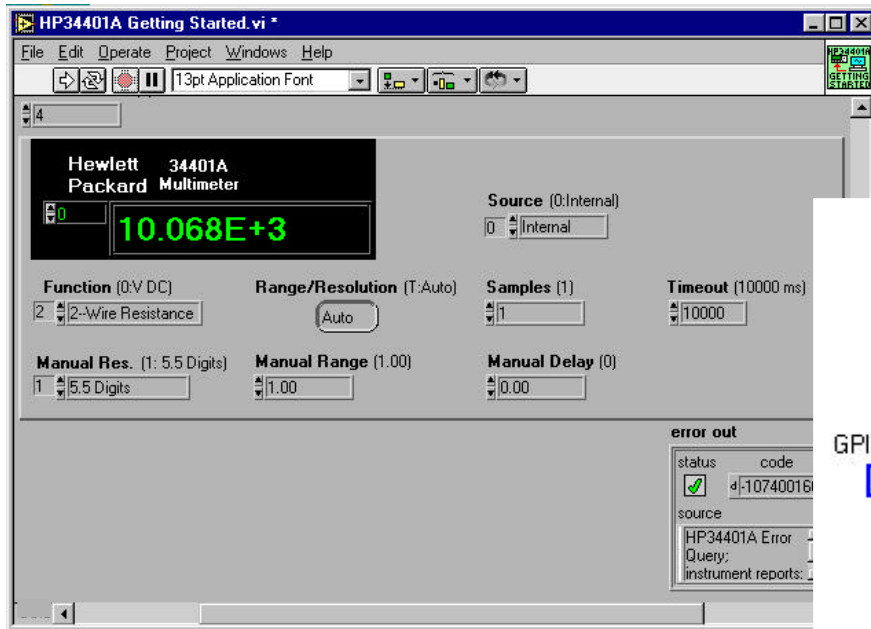 HP34401A Getting Started.vi *
File Edit Operate Project Windows Help
13pt Application Font
HP34401A
GETTING
STARTED
4
Hewlett 34401A
Packard Multimeter
0
10.068E+3
Source (0:Internal)
0 Internal
Function (0:V DC) Range/Resolution (T:Auto) Samples (1) Timeout (10000 ms)
2 2--Wire Resistance Auto 1 10000
Manual Res. (1: 5.5 Digits) Manual Range (1.00) Manual Delay (0)
1 5.5 Digits 1.00 0.00
error out
status code
d -10740016
source
HP34401A Error
Query;
instrument reports:
GPI